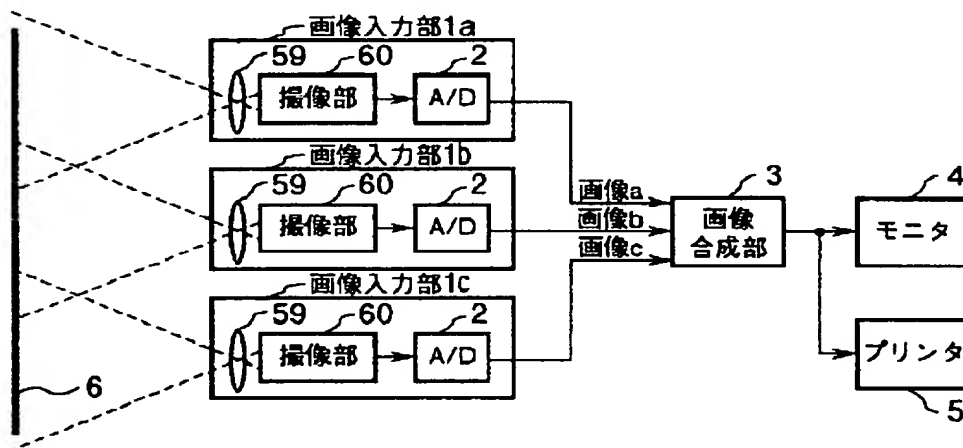 画像入力部1a
59 60 2
撮像部 A/D
画像入力部1b
59 60 2
撮像部 A/D
画像入力部1c
59 60 2
撮像部 A/D
画像a
画像b
画像c
3
画像
合成部
4
モニタ
プリンタ
5
6